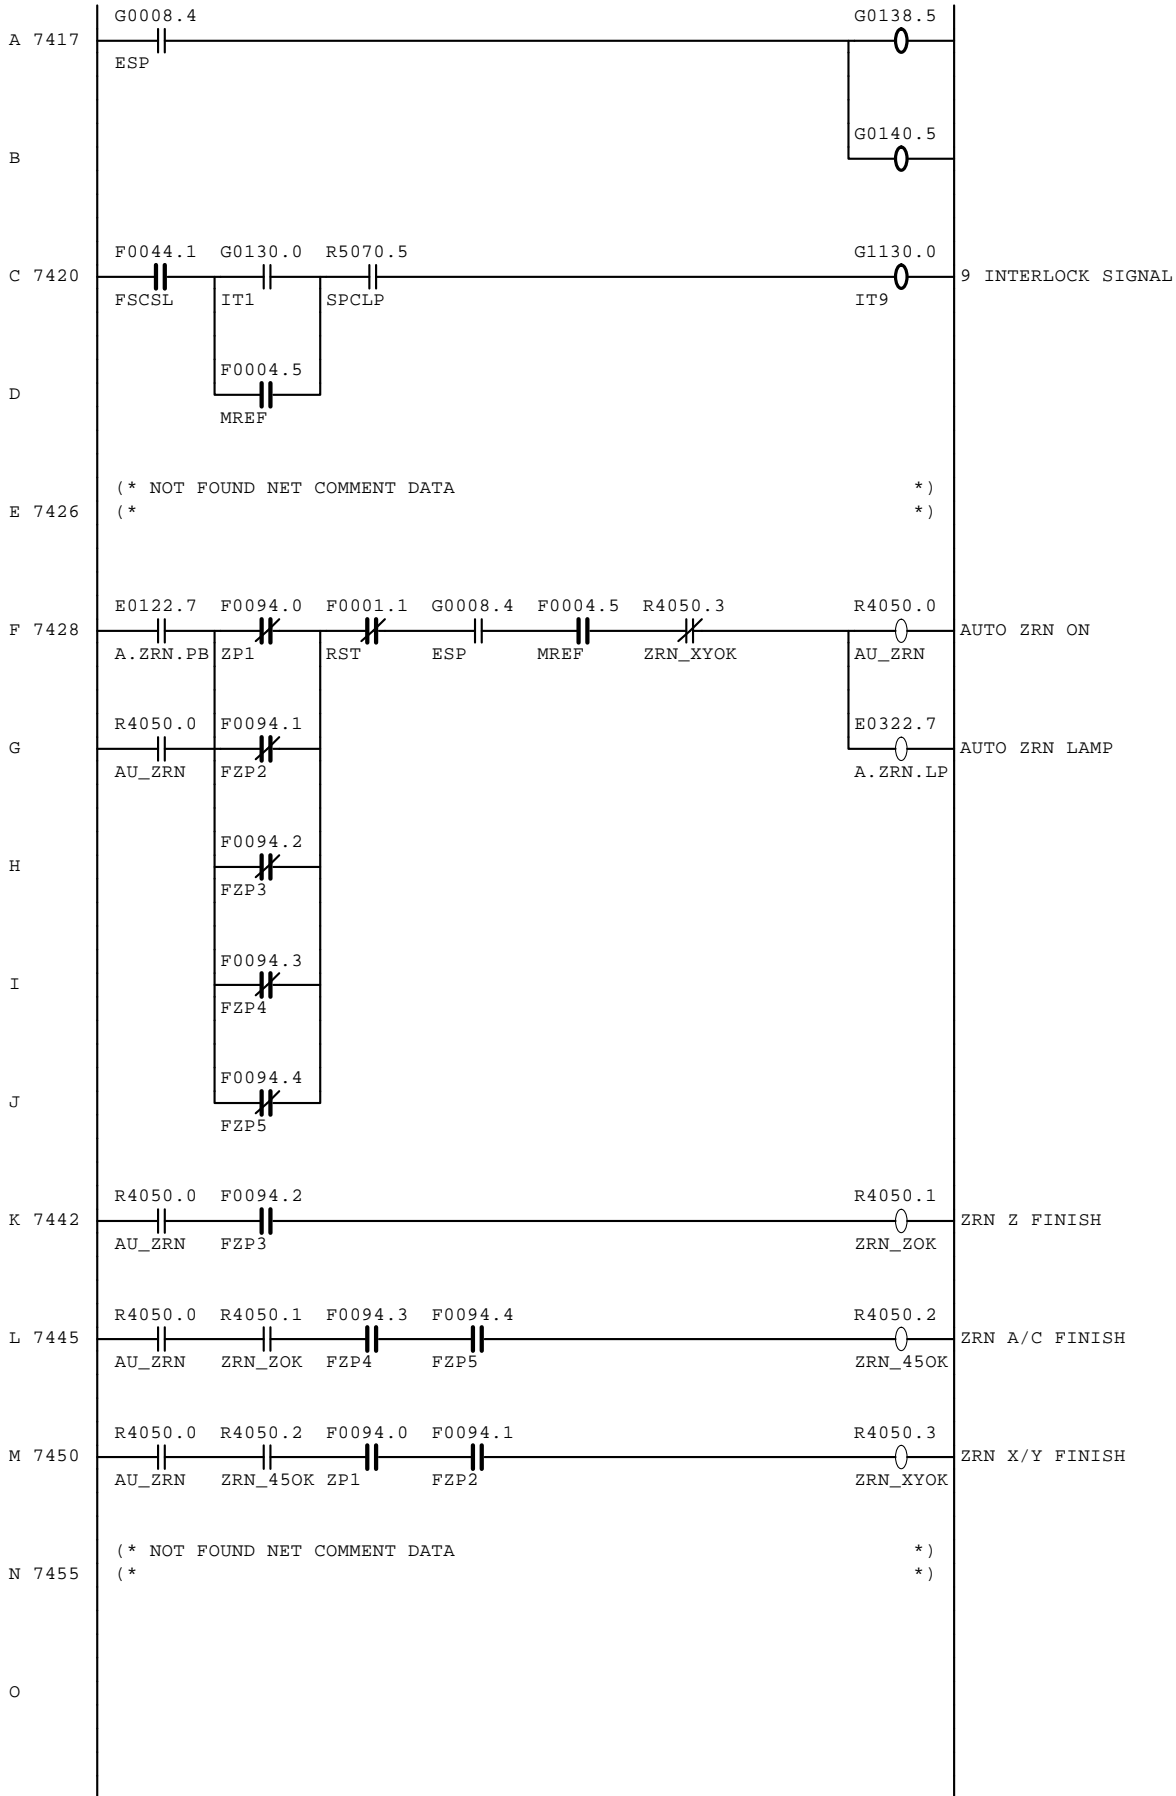 G0008.4 G0138.5
A 7417
ESP
G0140.5
B
F0044.1 G0130.0 R5070.5 G1130.0
C 7420 9 INTERLOCK SIGNAL
FSCSL IT1 SPCLP IT9
F0004.5
D
MREF
(* NOT FOUND NET COMMENT DATA *)
E 7426 (* *)
E0122.7 F0094.0 F0001.1 G0008.4 F0004.5 R4050.3 R4050.0
F 7428 AUTO ZRN ON
A.ZRN.PB ZP1 RST ESP MREF ZRN_XYOK AU_ZRN
R4050.0 F0094.1 E0322.7
G AUTO ZRN LAMP
AU_ZRN FZP2 A.ZRN.LP
F0094.2
H
FZP3
F0094.3
I
FZP4
F0094.4
J
FZP5
R4050.0 F0094.2 R4050.1
K 7442 ZRN Z FINISH
AU_ZRN FZP3 ZRN_ZOK
R4050.0 R4050.1 F0094.3 F0094.4 R4050.2
L 7445 ZRN A/C FINISH
AU_ZRN ZRN_ZOK FZP4 FZP5 ZRN_45OK
R4050.0 R4050.2 F0094.0 F0094.1 R4050.3
M 7450 ZRN X/Y FINISH
AU_ZRN ZRN_45OK ZP1 FZP2 ZRN_XYOK
(* NOT FOUND NET COMMENT DATA *)
N 7455 (* *)
O